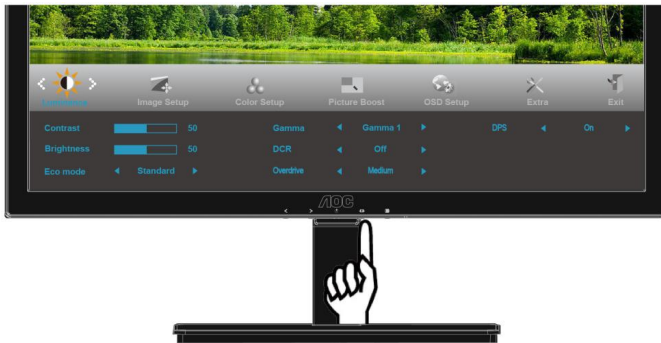 Luminance Image Setup Color Setup Picture Boost OSD Setup Extra Exit
Contrast 50 Gamma Gamma 1 DPS On
Brightness 50 DCR Off
Eco mode Standard Overdrive Medium
AOC